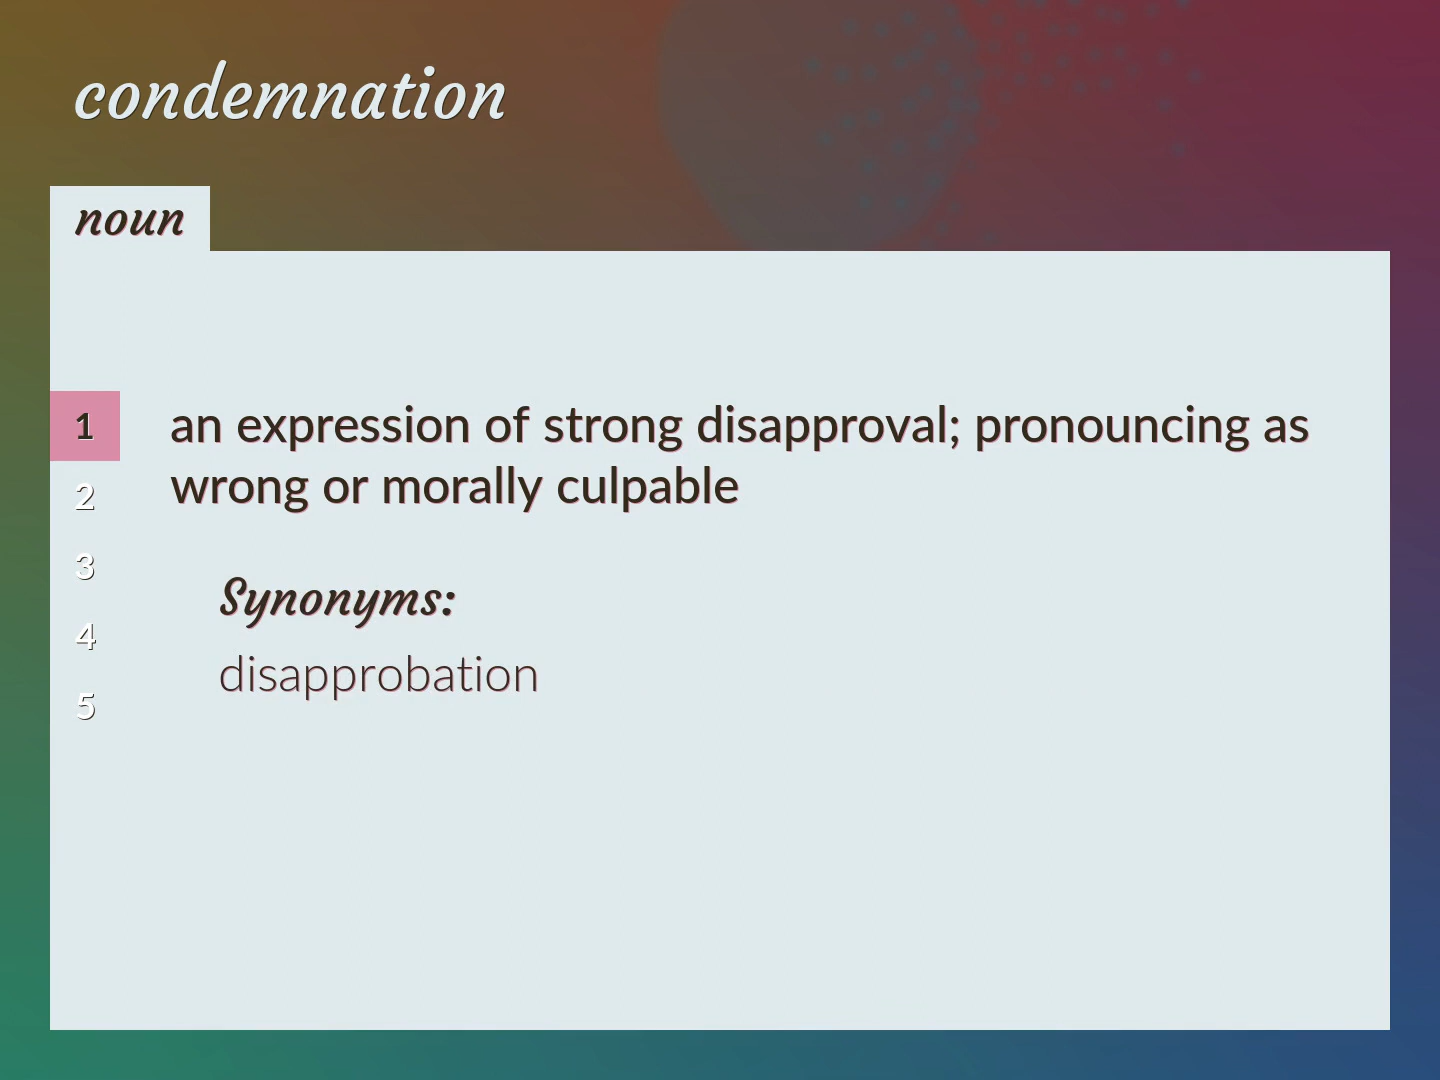 condemnation
noun
1
an expression of strong disapproval; pronouncing as
wrong or morally culpable
2
3
4
5
Synonyms:
disapprobation